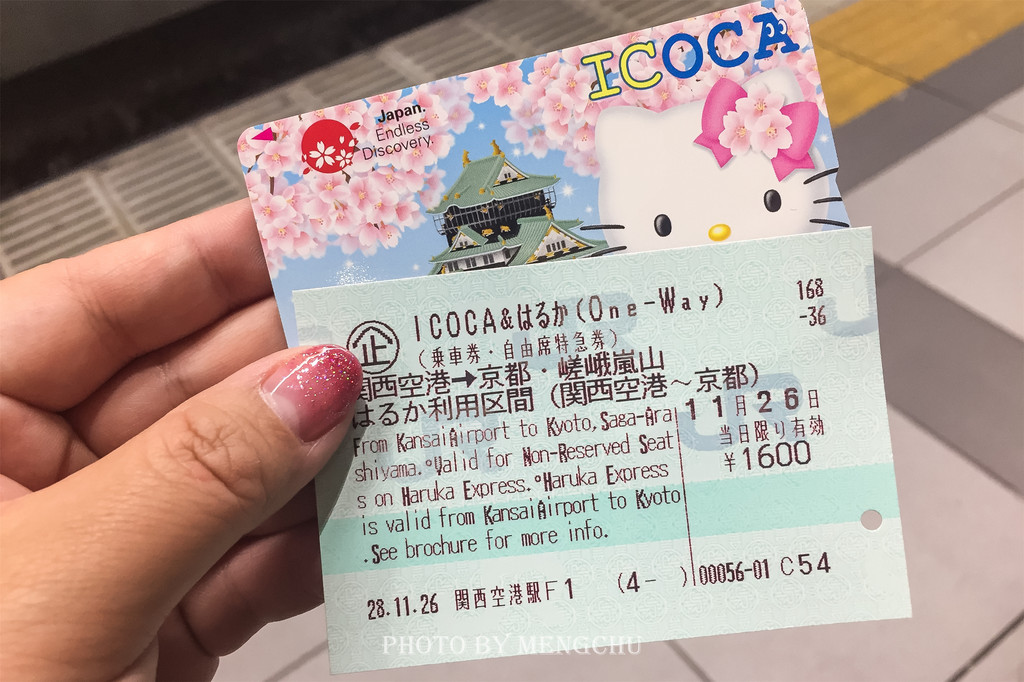 ICOCA
Japan.
Endless
Discovery.
企
ICOCA&はるか(One-Way)
168
-36
(乗車券・自由席特急券)
関西空港→京都・嵯峨嵐山
はるか利用区間(関西空港~京都)
11月26日
当日限り有効
¥1600
From KansaiAirport to Kyoto,Saga-Ara
shiyama.°Valid for Non-Reserved Seat
s on Haruka Express.°Haruka Express
is valid from KansaiAirport to Kyoto
.See brochure for more info.
28.11.26 関西空港駅F1 (4- ) 00056-01 C54
PHOTO BY MENGCHU